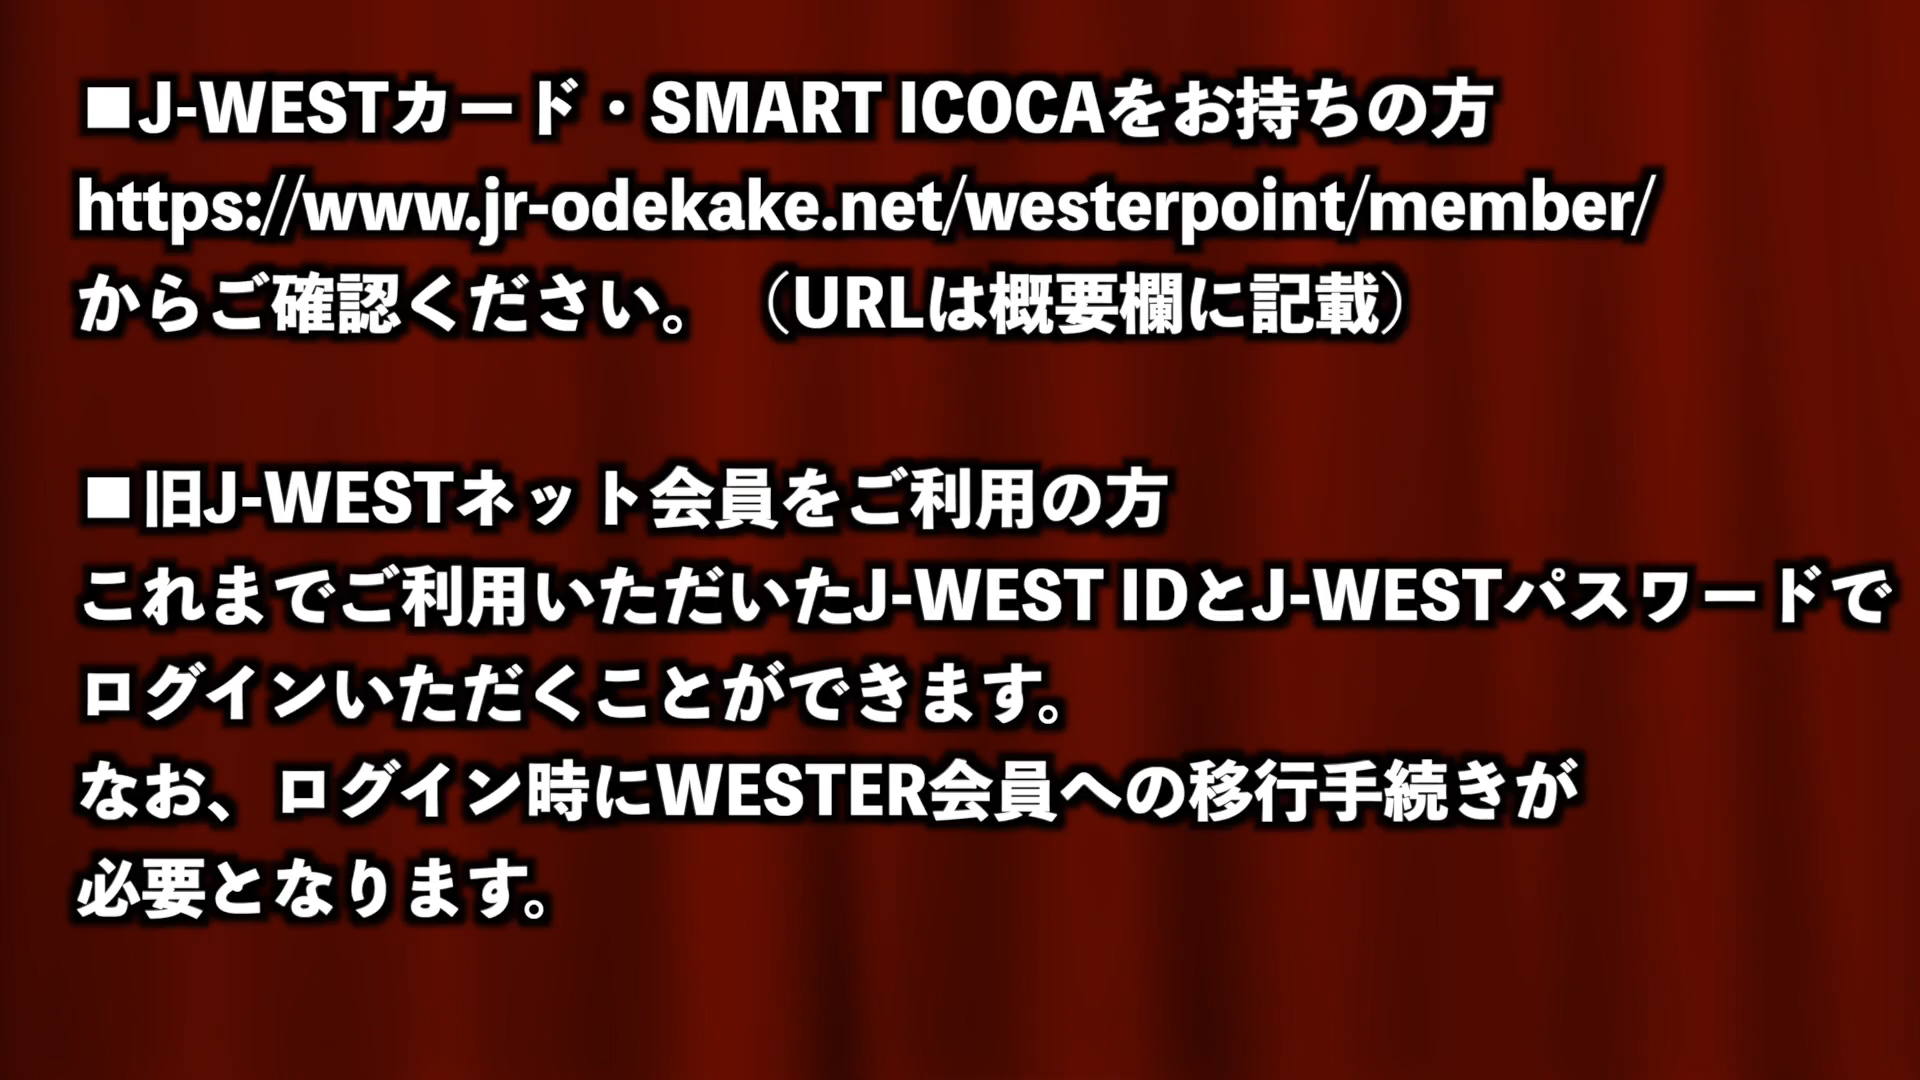 ■J-WESTカード・SMART ICOCAをお持ちの方
https://www.jr-odekake.net/westerpoint/member/
からご確認ください。（URLは概要欄に記載）
■旧J-WESTネット会員をご利用の方
これまでご利用いただいたJ-WEST IDとJ-WESTパスワードで
ログインいただくことができます。
なお、ログイン時にWESTER会員への移行手続きが
必要となります。